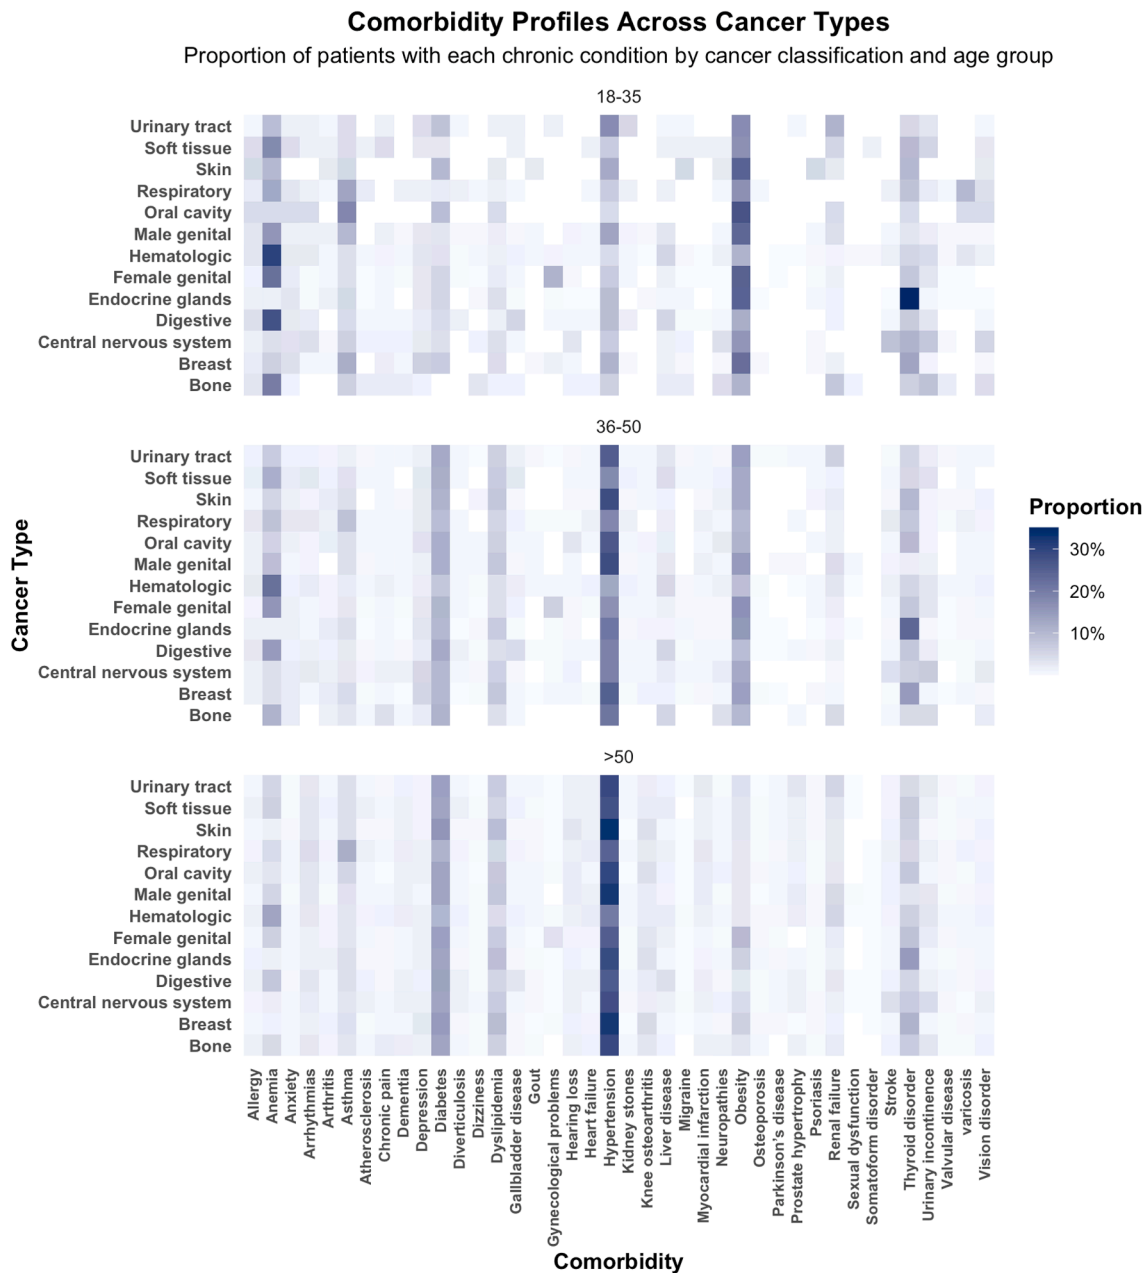 Comorbidity Profiles Across Cancer Types
Proportion of patients with each chronic condition by cancer classification and age group
18-35
Urinary tract
Soft tissue
Skin
Respiratory
Oral cavity
Male genital
Hematologic
Female genital
Endocrine glands
Digestive
Central nervous system
Breast
Bone
36-50
Urinary tract
Soft tissue
Skin
Respiratory
Oral cavity
Male genital
Hematologic
Female genital
Endocrine glands
Digestive
Central nervous system
Breast
Bone
>50
Urinary tract
Soft tissue
Skin
Respiratory
Oral cavity
Male genital
Hematologic
Female genital
Endocrine glands
Digestive
Central nervous system
Breast
Bone
Cancer Type
Proportion
30%
20%
10%
Allergy
Anemia
Anxiety
Arrhythmias
Arthritis
Asthma
Atherosclerosis
Chronic pain
Dementia
Depression
Diabetes
Diverticulosis
Dizziness
Dyslipidemia
Gallbladder disease
Gout
Gynecological problems
Hearing loss
Heart failure
Hypertension
Kidney stones
Knee osteoarthritis
Liver disease
Migraine
Myocardial infarction
Neuropathies
Obesity
Osteoporosis
Parkinson's disease
Prostate hypertrophy
Psoriasis
Renal failure
Sexual dysfunction
Somatoform disorder
Stroke
Thyroid disorder
Urinary incontinence
Valvular disease
varicosis
Vision disorder
Comorbidity